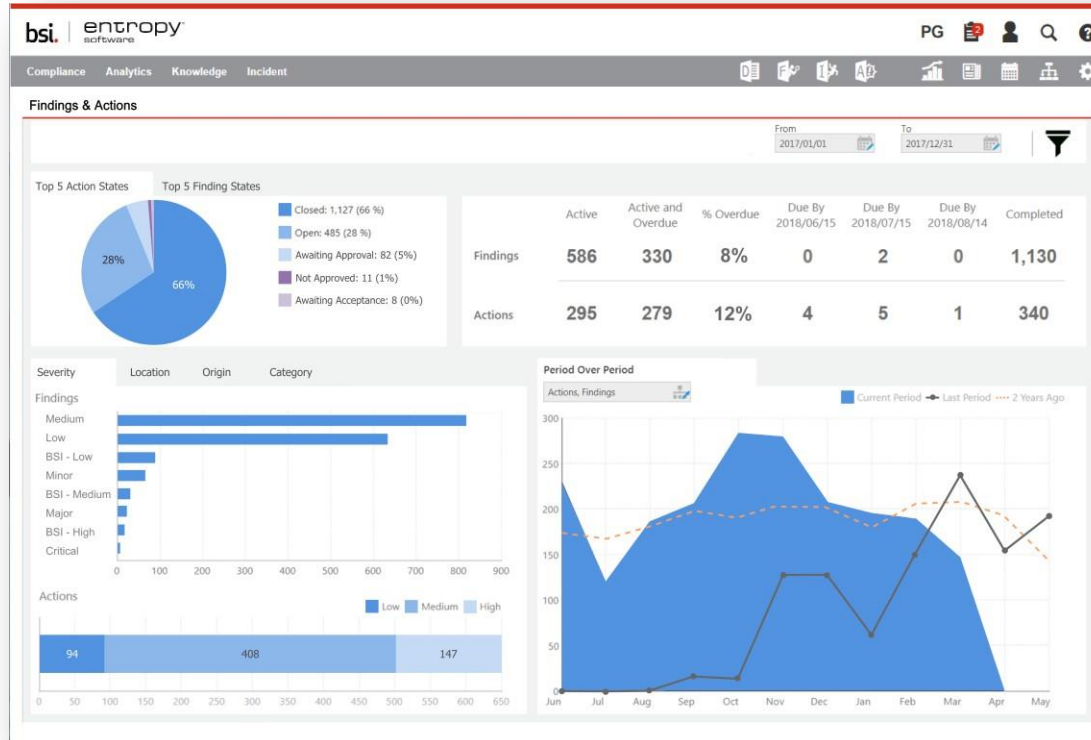 bsi. entropy software
PG 2
Compliance Analytics Knowledge Incident
D F I A
Findings & Actions
From To
2017/01/01 2017/12/31
Top 5 Action States Top 5 Finding States
28%
66%
Closed: 1,127 (66 %)
Open: 485 (28 %)
Awaiting Approval: 82 (5%)
Not Approved: 11 (1%)
Awaiting Acceptance: 8 (0%)
Active Active and Overdue % Overdue Due By 2018/06/15 Due By 2018/07/15 Due By 2018/08/14 Completed
Findings 586 330 8% 0 2 0 1,130
Actions 295 279 12% 4 5 1 340
Severity Location Origin Category
Findings
Medium
Low
BSI - Low
Minor
BSI - Medium
Major
BSI - High
Critical
0 100 200 300 400 500 600 700 800 900
Actions
Low Medium High
94 408 147
0 50 100 150 200 250 300 350 400 450 500 550 600 650
Period Over Period
Actions, Findings
Current Period Last Period 2 Years Ago
300
250
200
150
100
50
0
Jun Jul Aug Sep Oct Nov Dec Jan Feb Mar Apr May